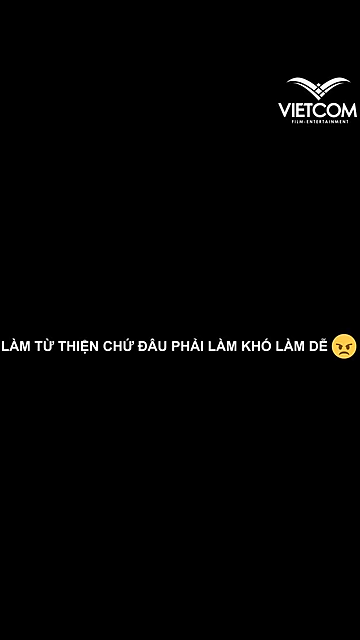 VIETCOM
FILM-ENTERTAINMENT
LÀM TỪ THIỆN CHỨ ĐÂU PHẢI LÀM KHÓ LÀM DỄ 😠